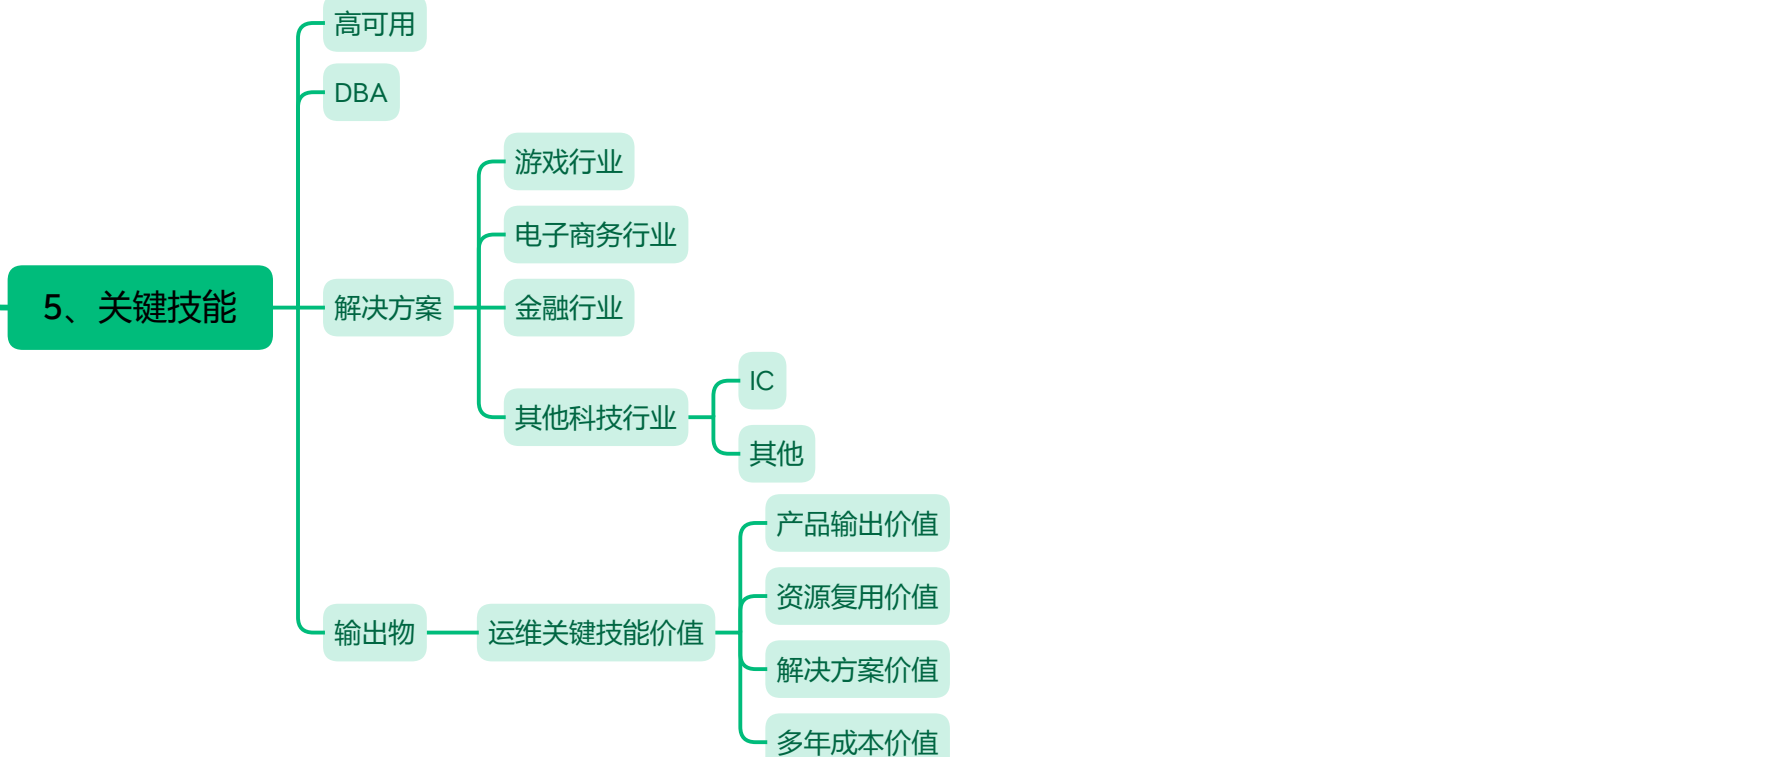 高可用
DBA
游戏行业
电子商务行业
5、关键技能
解决方案
金融行业
IC
其他科技行业
其他
产品输出价值
资源复用价值
输出物
运维关键技能价值
解决方案价值
多年成本价值